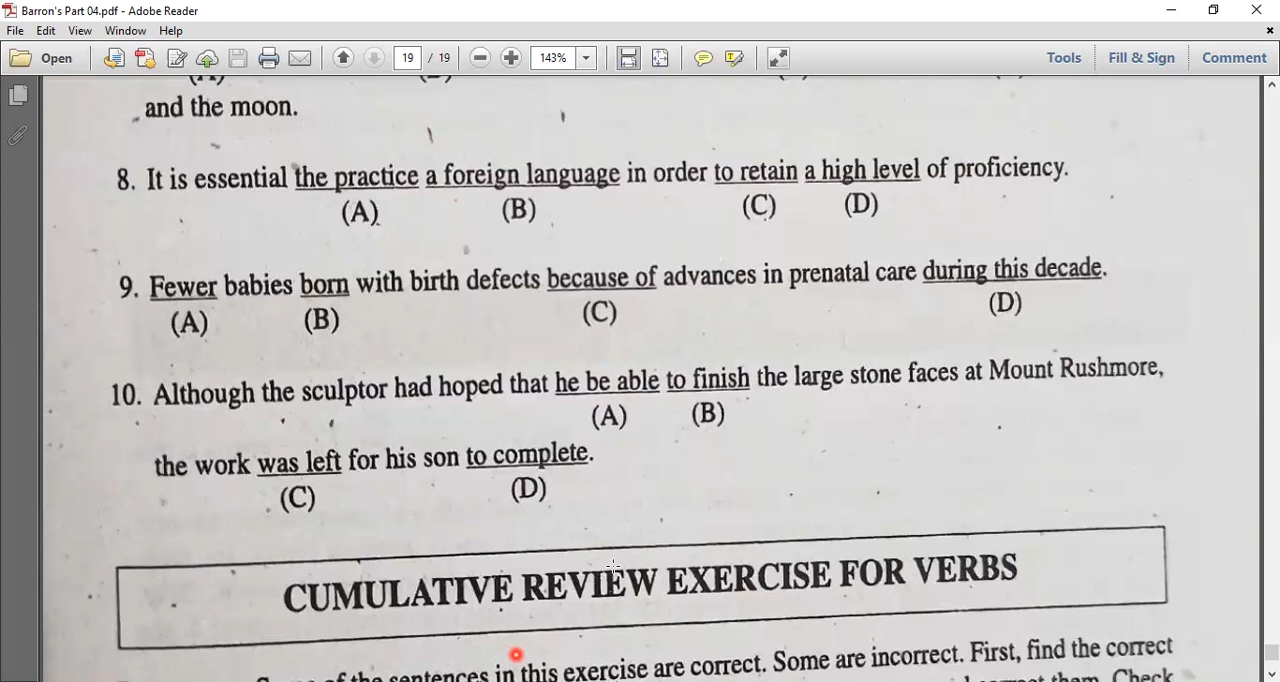 Barron's Part 04.pdf - Adobe Reader
File Edit View Window Help
Open 19 / 19 143% Tools Fill & Sign Comment
(A)
and the moon.
8. It is essential the practice a foreign language in order to retain a high level of proficiency.
(A) (B) (C) (D)
9. Fewer babies born with birth defects because of advances in prenatal care during this decade.
(A) (B) (C) (D)
10. Although the sculptor had hoped that he be able to finish the large stone faces at Mount Rushmore,
(A) (B)
the work was left for his son to complete.
(C) (D)
CUMULATIVE REVIEW EXERCISE FOR VERBS
of the sentences in this exercise are correct. Some are incorrect. First, find the correct
them. Check